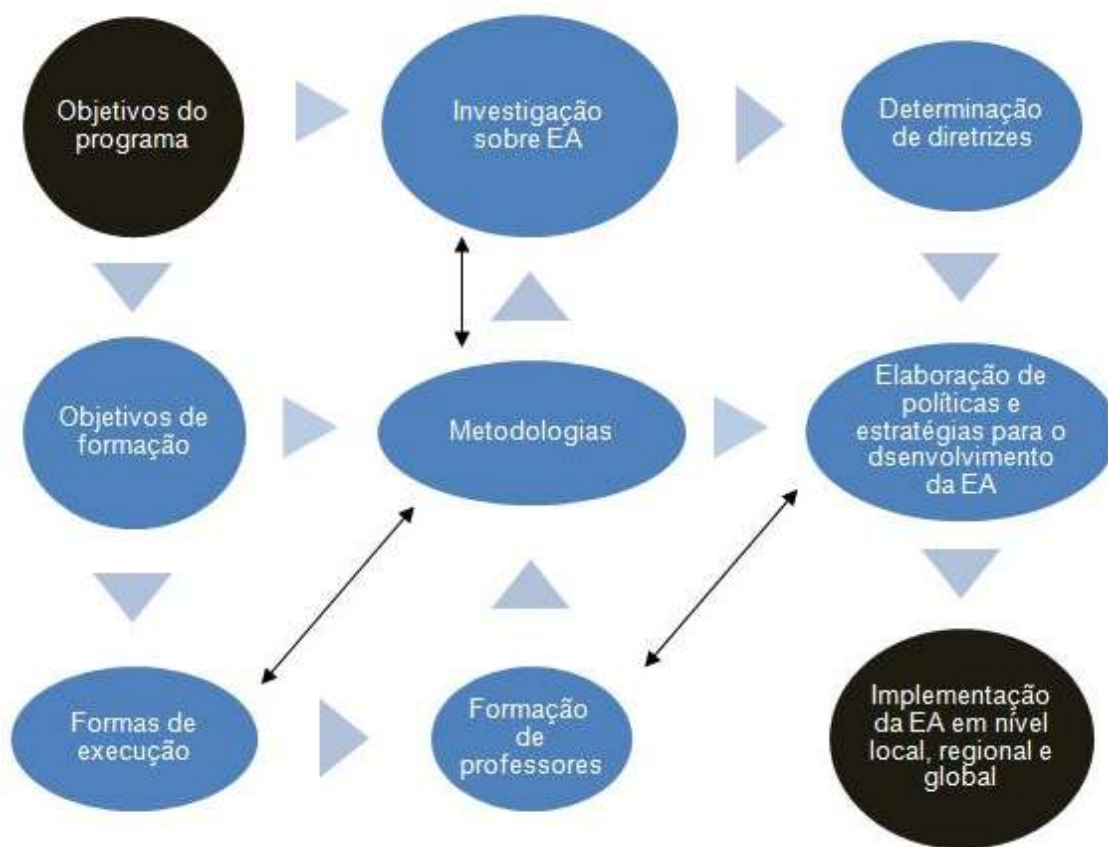 Objetivos do
programa
Investigação
sobre EA
Determinação
de diretrizes
Objetivos de
formação
Metodologias
Elaboração de
políticas e
estratégias para o
dsenvolvimento
da EA
Formas de
execução
Formação
de
professores
Implementação
da EA em nível
local, regional e
global